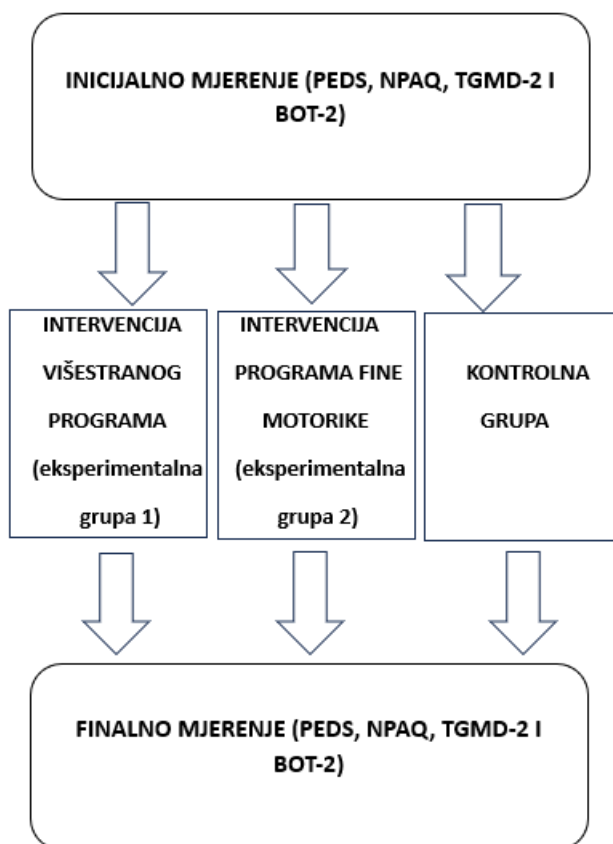 INICIJALNO MJERENJE (PEDS, NPAQ, TGMD-2 I
BOT-2)
INTERVENCIJA
VIŠESTRANOG
PROGRAMA
(eksperimentalna
grupa 1)
INTERVENCIJA
PROGRAMA FINE
MOTORIKE
(eksperimentalna
grupa 2)
KONTROLNA
GRUPA
FINALNO MJERENJE (PEDS, NPAQ, TGMD-2 I
BOT-2)